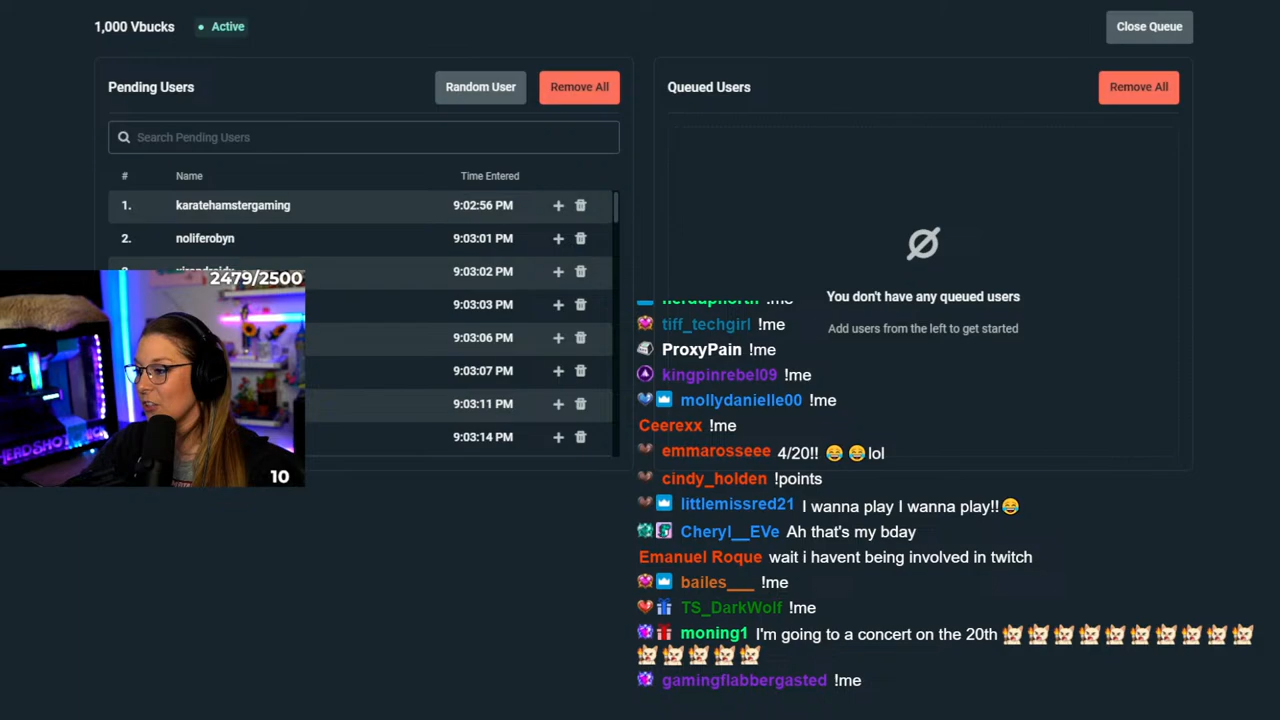 1,000 Vbucks
Active
Close Queue
Pending Users
Random User
Remove All
Search Pending Users
# Name Time Entered
1. karatehamstergaming 9:02:56 PM
2. noliferobyn 9:03:01 PM
9:03:02 PM
9:03:03 PM
9:03:06 PM
9:03:07 PM
9:03:11 PM
9:03:14 PM
2479/2500
10
Queued Users
Remove All
You don't have any queued users
Add users from the left to get started
!me
tiff_techgirl !me
ProxyPain !me
kingpinrebel09 !me
mollydanielle00 !me
Ceerexx !me
emmarosseee 4/20!! 😂 😂 lol
cindy_holden !points
littlemissred21 I wanna play I wanna play!! 😂
Cheryl__EVe Ah that's my bday
Emanuel Roque wait i havent being involved in twitch
bailes___ !me
TS_DarkWolf !me
moning1 I'm going to a concert on the 20th
gamingflabbergasted !me